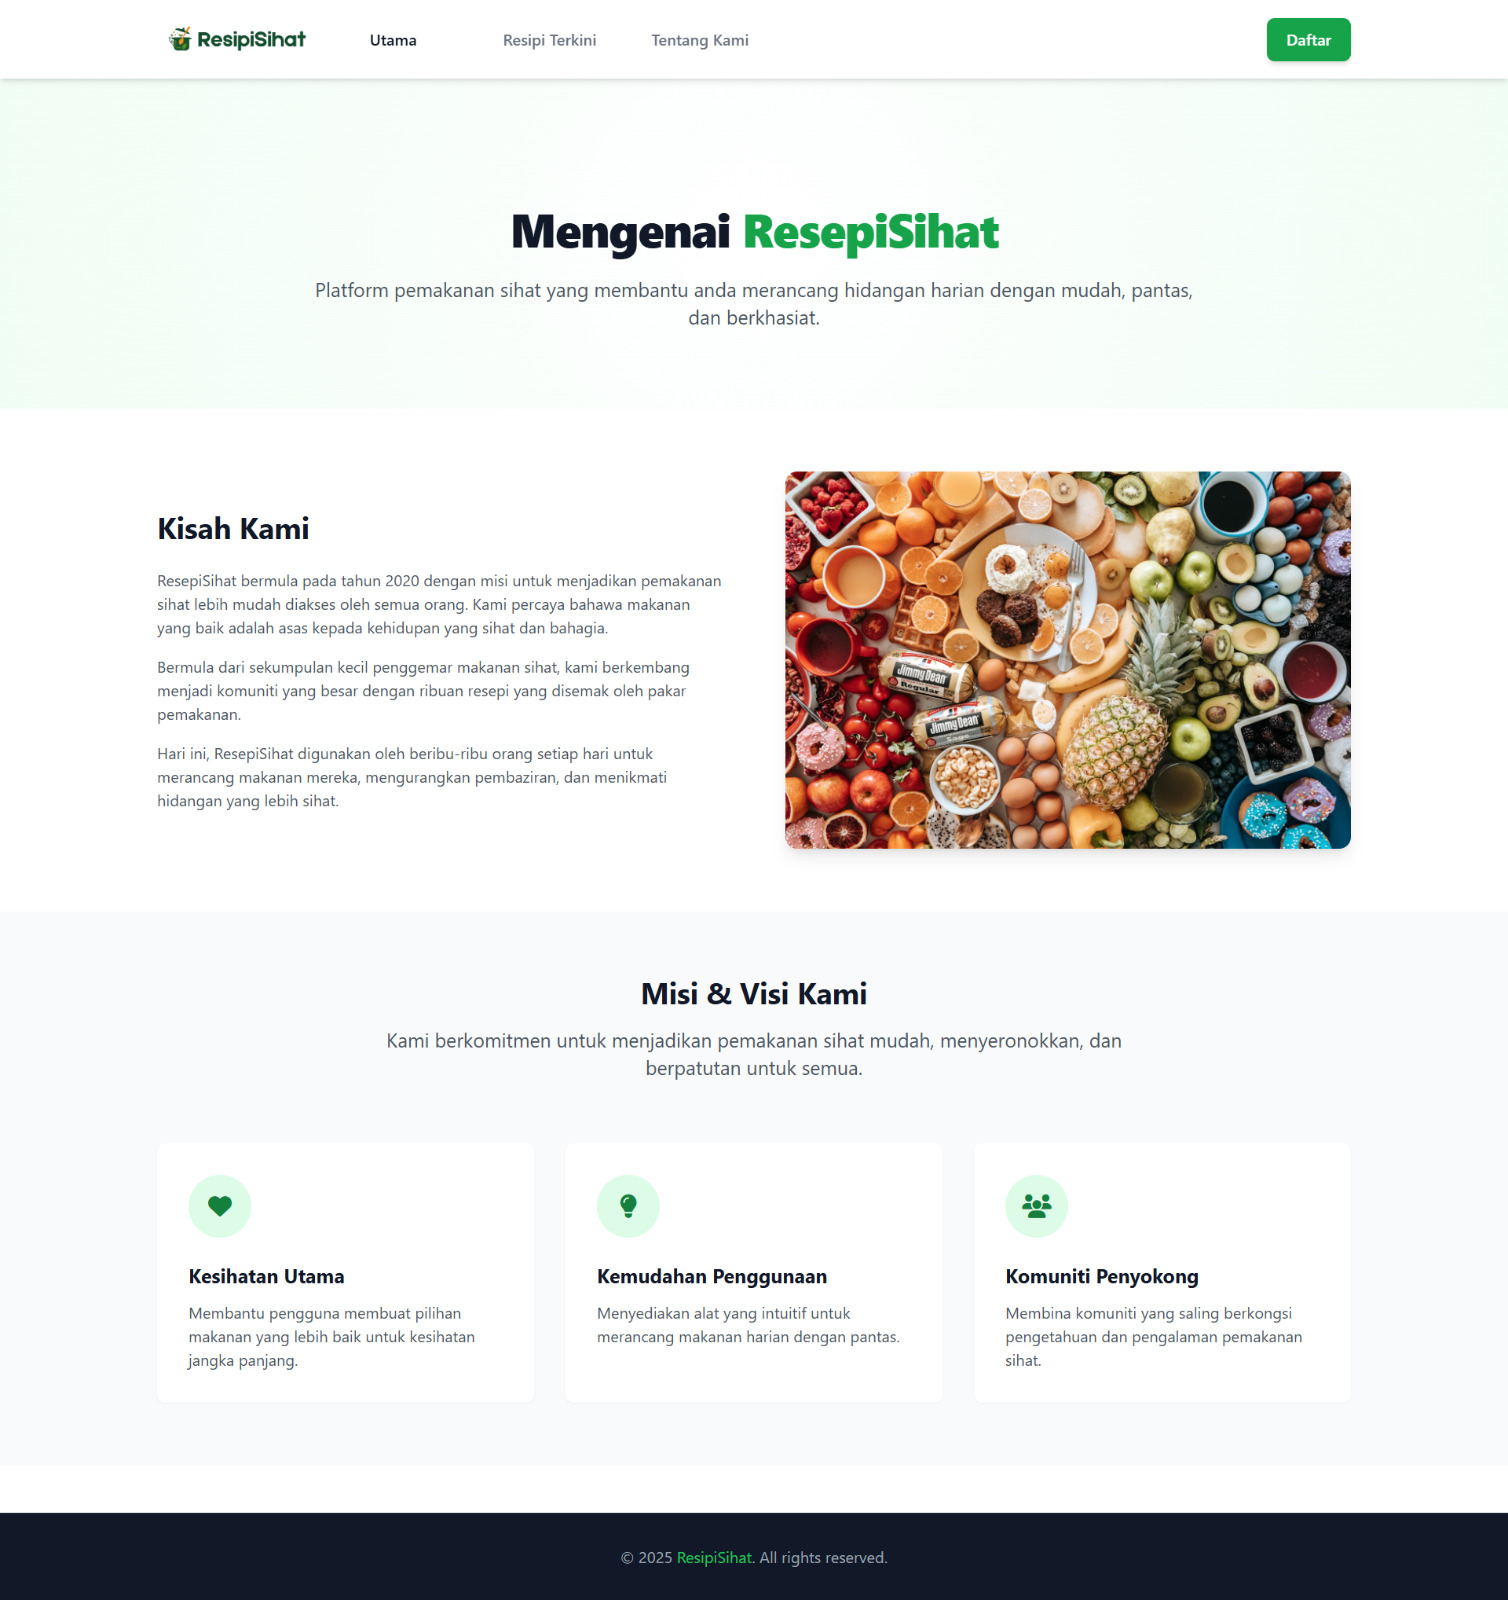 ResipiSihat
Utama
Resipi Terkini
Tentang Kami
Daftar
Mengenai ResepiSihat
Platform pemakanan sihat yang membantu anda merancang hidangan harian dengan mudah, pantas,
dan berkhasiat.
Kisah Kami
ResepiSihat bermula pada tahun 2020 dengan misi untuk menjadikan pemakanan
sihat lebih mudah diakses oleh semua orang. Kami percaya bahawa makanan
yang baik adalah asas kepada kehidupan yang sihat dan bahagia.
Bermula dari sekumpulan kecil penggemar makanan sihat, kami berkembang
menjadi komuniti yang besar dengan ribuan resepi yang disemak oleh pakar
pemakanan.
Hari ini, ResepiSihat digunakan oleh beribu-ribu orang setiap hari untuk
merancang makanan mereka, mengurangkan pembaziran, dan menikmati
hidangan yang lebih sihat.
Jimmy Dean
Regular
Jimmy Dean
Sage
Misi & Visi Kami
Kami berkomitmen untuk menjadikan pemakanan sihat mudah, menyeronokkan, dan
berpatutan untuk semua.
Kesihatan Utama
Membantu pengguna membuat pilihan
makanan yang lebih baik untuk kesihatan
jangka panjang.
Kemudahan Penggunaan
Menyediakan alat yang intuitif untuk
merancang makanan harian dengan pantas.
Komuniti Penyokong
Membina komuniti yang saling berkongsi
pengetahuan dan pengalaman pemakanan
sihat.
© 2025 ResipiSihat. All rights reserved.